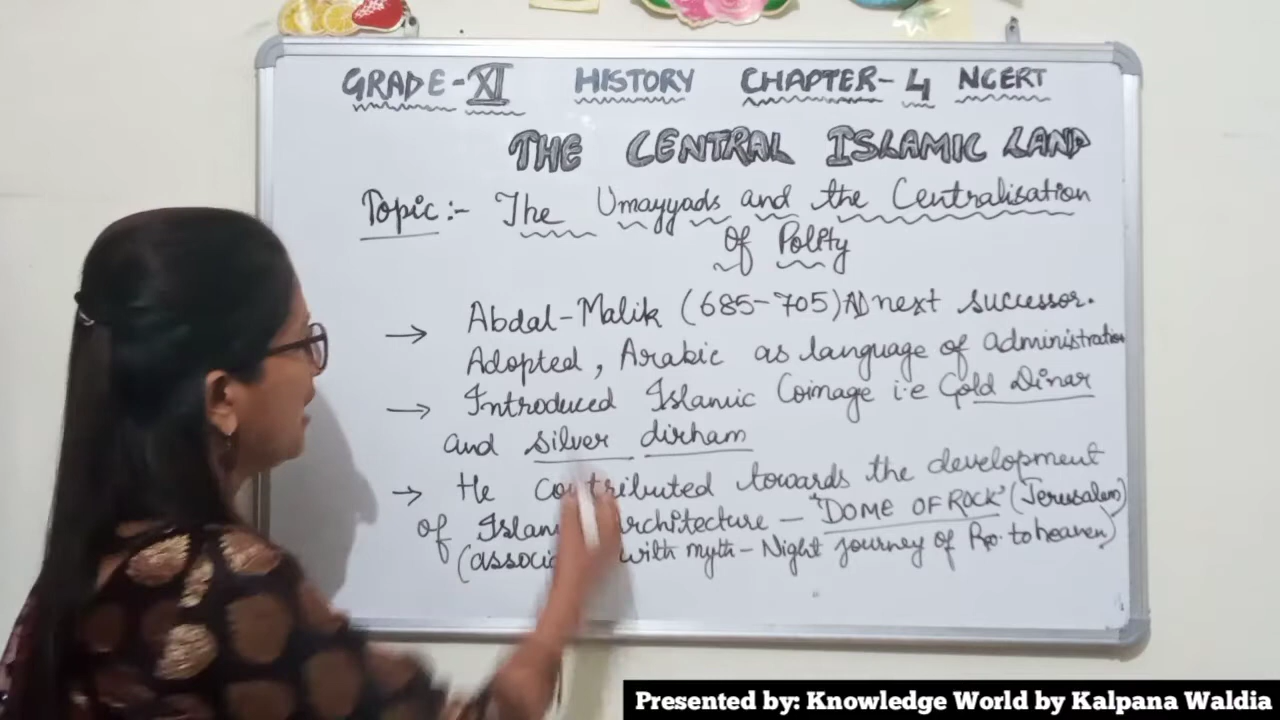 GRADE-XI HISTORY CHAPTER-4 NCERT
THE CENTRAL ISLAMIC LAND
Topic:- The Umayyads and the Centralisation
Of Polity
→ Abdal-Malik (685-705)AD next successor.
Adopted, Arabic as language of administration
→ Introduced Islamic Coinage i.e Gold Dinar
and silver dirham
→ He contributed towards the development
of architecture - 'DOME OF ROCK' (Jerusalem)
with myth - Night journey of to heaven)
Presented by: Knowledge World by Kalpana Waldia